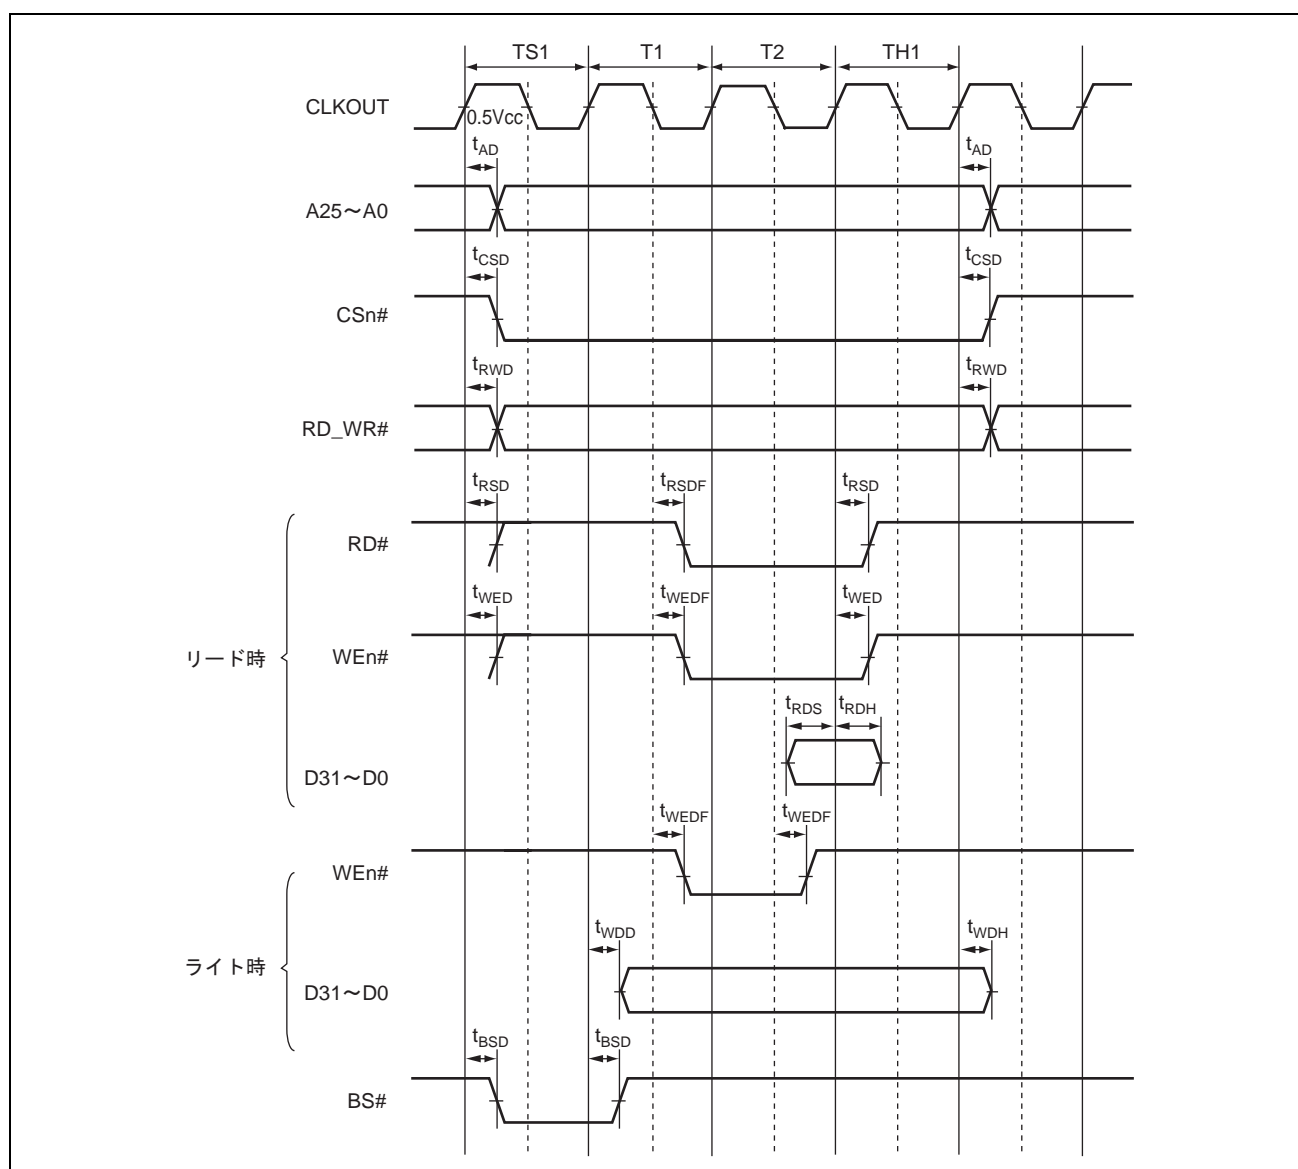 TS1 T1 T2 TH1
CLKOUT
0.5Vcc
tAD tAD
A25～A0
tCSD tCSD
CSn#
tRWD tRWD
RD_WR#
tRSD tRSDF tRSD
RD#
tWED tWEDF tWED
リード時
WEn#
tRDS tRDH
D31～D0
tWEDF tWEDF
WEn#
tWDD tWDH
ライト時
D31～D0
tBSD tBSD
BS#